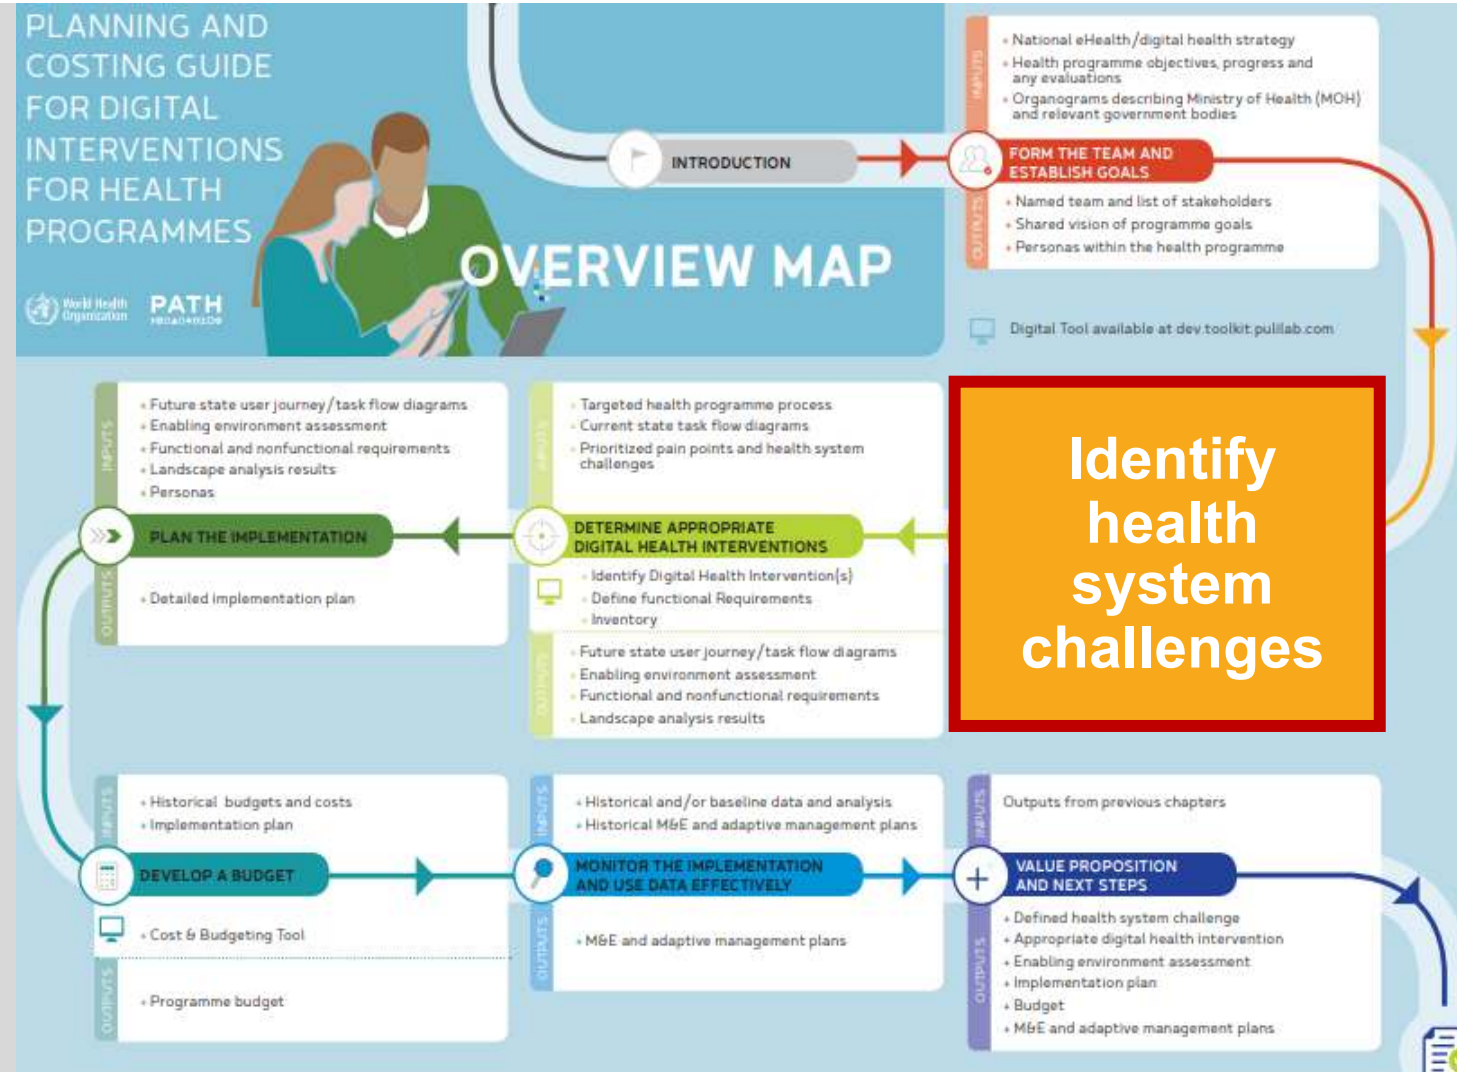 PLANNING AND
COSTING GUIDE
FOR DIGITAL
INTERVENTIONS
FOR HEALTH
PROGRAMMES
OVERVIEW MAP
World Health
Organization
PATH
INTRODUCTION
INPUTS
• National eHealth/digital health strategy
• Health programme objectives, progress and
any evaluations
• Organograms describing Ministry of Health (MOH)
and relevant government bodies
FORM THE TEAM AND
ESTABLISH GOALS
OUTPUTS
• Named team and list of stakeholders
• Shared vision of programme goals
• Personas within the health programme
Digital Tool available at dev.toolkit.pulilab.com
Identify
health
system
challenges
INPUTS
• Targeted health programme process
• Current state task flow diagrams
• Prioritized pain points and health system
challenges
DETERMINE APPROPRIATE
DIGITAL HEALTH INTERVENTIONS
• Identify Digital Health Intervention(s)
• Define functional Requirements
• Inventory
OUTPUTS
• Future state user journey/task flow diagrams
• Enabling environment assessment
• Functional and nonfunctional requirements
• Landscape analysis results
INPUTS
• Future state user journey/task flow diagrams
• Enabling environment assessment
• Functional and nonfunctional requirements
• Landscape analysis results
• Personas
PLAN THE IMPLEMENTATION
OUTPUTS
• Detailed implementation plan
INPUTS
• Historical budgets and costs
• Implementation plan
DEVELOP A BUDGET
• Cost & Budgeting Tool
OUTPUTS
• Programme budget
INPUTS
• Historical and/or baseline data and analysis
• Historical M&E and adaptive management plans
MONITOR THE IMPLEMENTATION
AND USE DATA EFFECTIVELY
OUTPUTS
• M&E and adaptive management plans
INPUTS
Outputs from previous chapters
VALUE PROPOSITION
AND NEXT STEPS
OUTPUTS
• Defined health system challenge
• Appropriate digital health intervention
• Enabling environment assessment
• Implementation plan
• Budget
• M&E and adaptive management plans